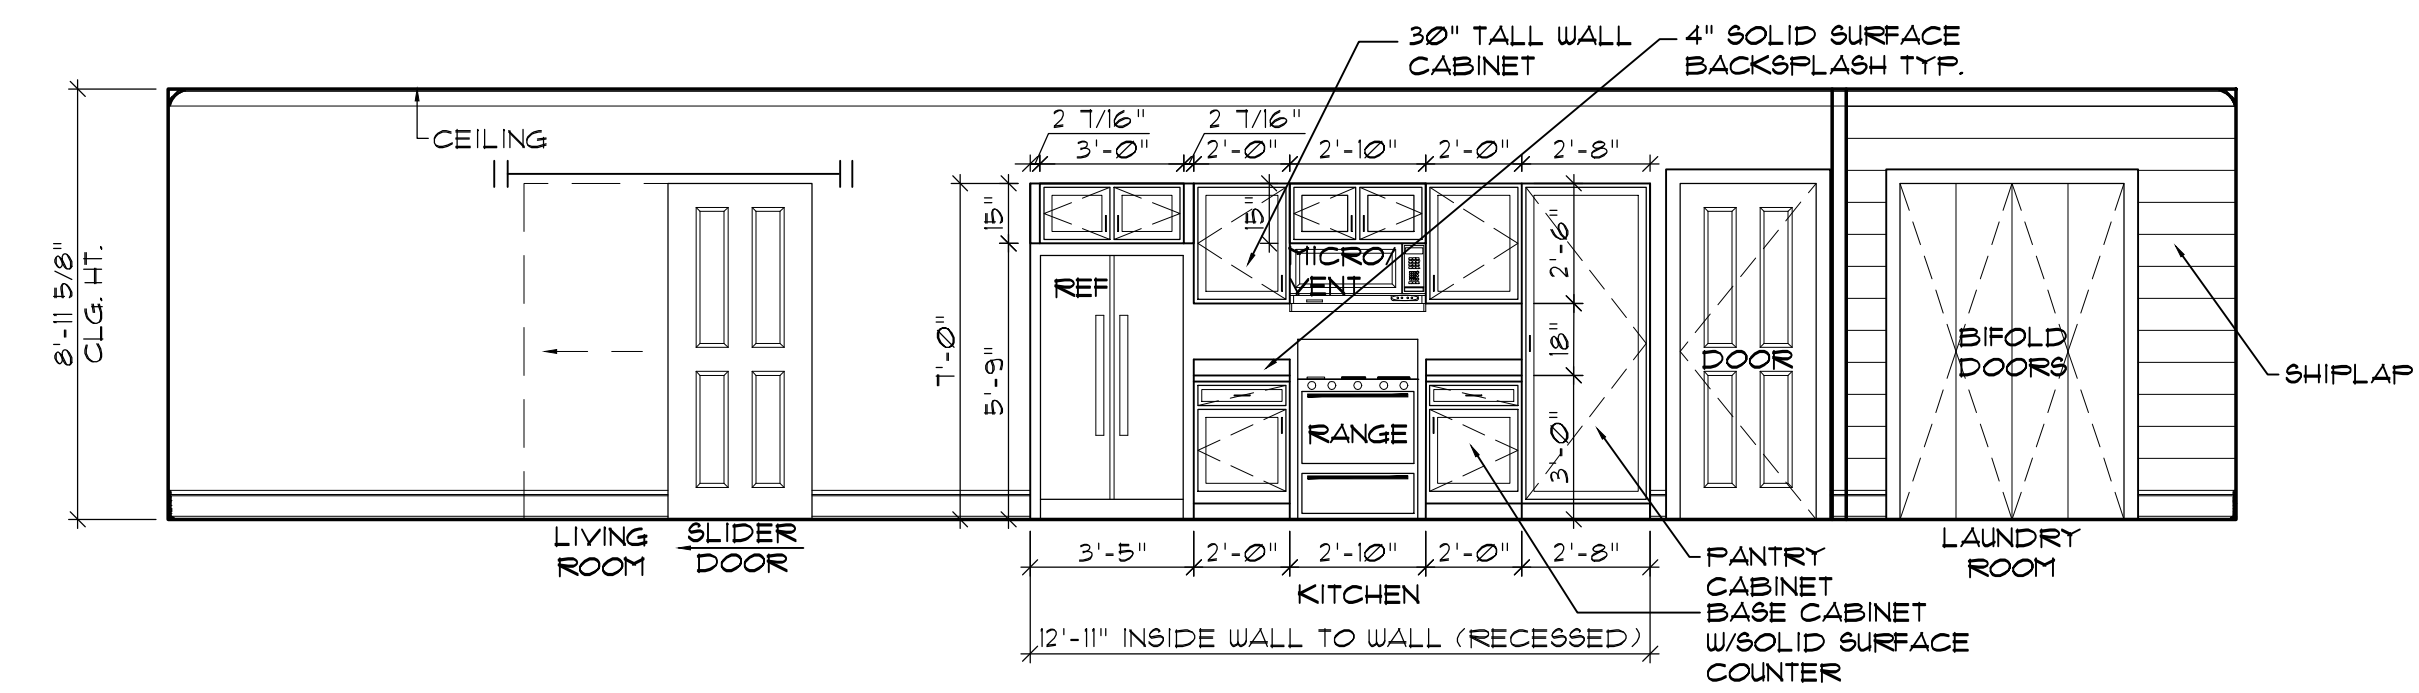 30" TALL WALL
CABINET
4" SOLID SURFACE
BACKSPLASH TYP.
CEILING
2 7/16"
2 7/16"
3'-0"
2'-0"
2'-10"
2'-0"
2'-8"
8'-11 5/8"
CLG. HT.
7'-0"
15"
5'-9"
15"
2'-6"
18"
3'-0"
REF
MICRO/
VENT
RANGE
DOOR
BIFOLD
DOORS
SHIPLAP
LIVING
ROOM
SLIDER
DOOR
3'-5"
2'-0"
2'-10"
2'-0"
2'-8"
KITCHEN
12'-11" INSIDE WALL TO WALL (RECESSED)
PANTRY
CABINET
BASE CABINET
W/SOLID SURFACE
COUNTER
LAUNDRY
ROOM